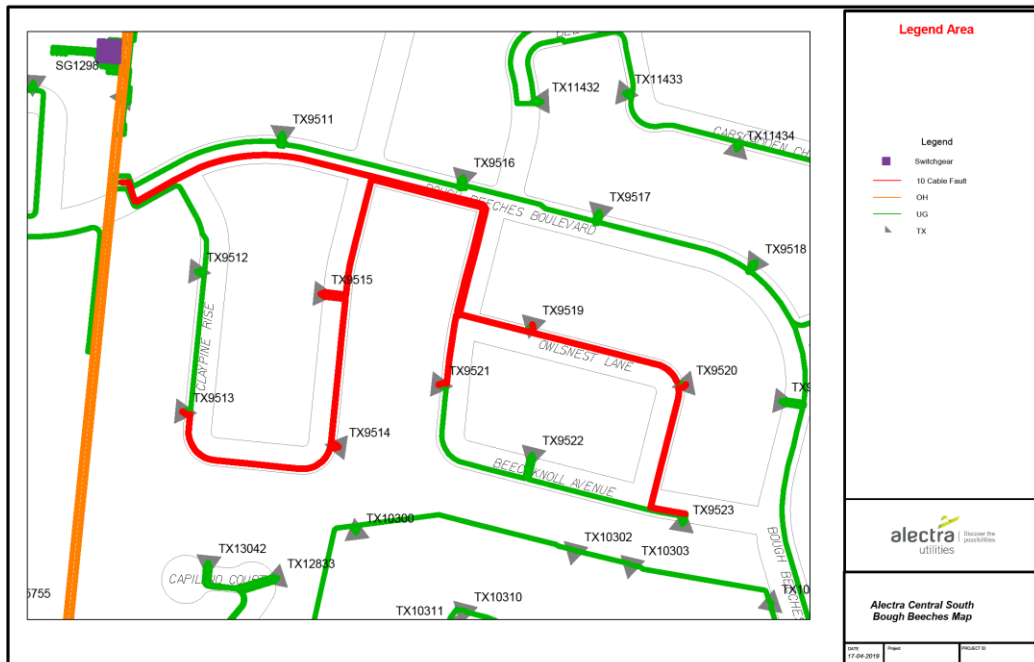 SG1298
TX9511
TX11432
TX11433
TX11434
TX9516
BOUGH BEECHES BOULEVARD
TX9517
TX9518
TX9512
TX9515
CLAYPINE RISE
TX9519
OWLSNEST LANE
TX9520
TX9521
TX9513
TX9514
TX9522
BEECHKNOLL AVENUE
TX9523
BOUGH BEECHES
TX10300
TX10302
TX10303
TX13042
TX12833
CAPILANO COURT
5755
TX10310
TX10311
Legend Area
Legend
Switchgear
10 Cable Fault
OH
UG
TX
alectra
utilities
Discover the
possibilities
Alectra Central South
Bough Beeches Map
DATE
17-04-2019
Project
PROJECT ID